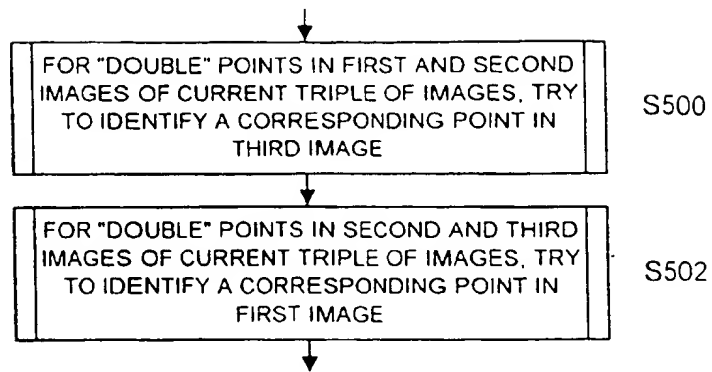 FOR "DOUBLE" POINTS IN FIRST AND SECOND
IMAGES OF CURRENT TRIPLE OF IMAGES, TRY
TO IDENTIFY A CORRESPONDING POINT IN
THIRD IMAGE
S500
FOR "DOUBLE" POINTS IN SECOND AND THIRD
IMAGES OF CURRENT TRIPLE OF IMAGES, TRY
TO IDENTIFY A CORRESPONDING POINT IN
FIRST IMAGE
S502